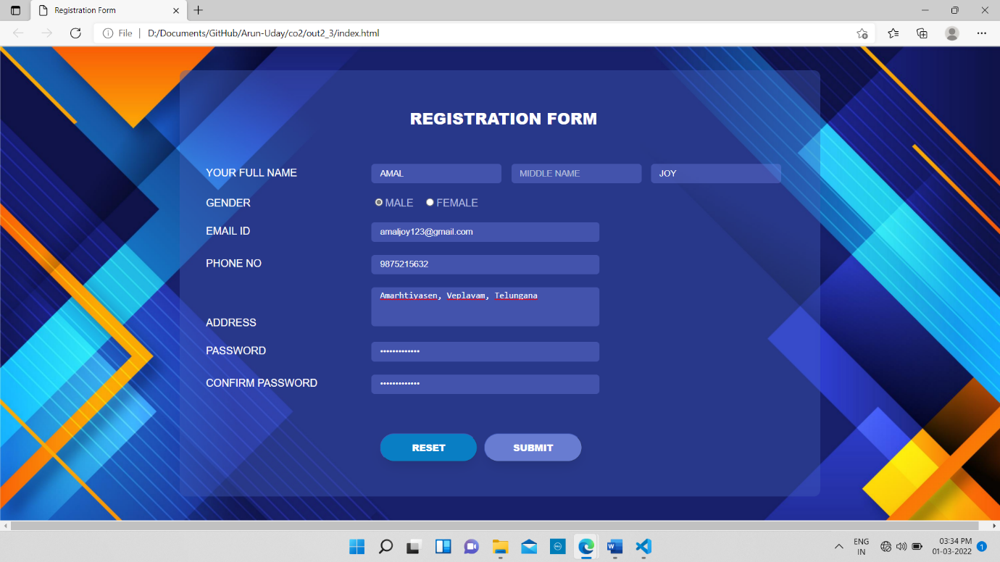 Registration Form
File D:/Documents/GitHub/Arun-Uday/co2/out2_3/index.html
REGISTRATION FORM
YOUR FULL NAME AMAL MIDDLE NAME JOY
GENDER MALE FEMALE
EMAIL ID amaljoy123@gmail.com
PHONE NO 9875215632
ADDRESS Amarhtiyasen, Veplavam, Telungana
PASSWORD •••••••••••••
CONFIRM PASSWORD •••••••••••••
RESET SUBMIT
ENG 03:34 PM
IN 01-03-2022 1